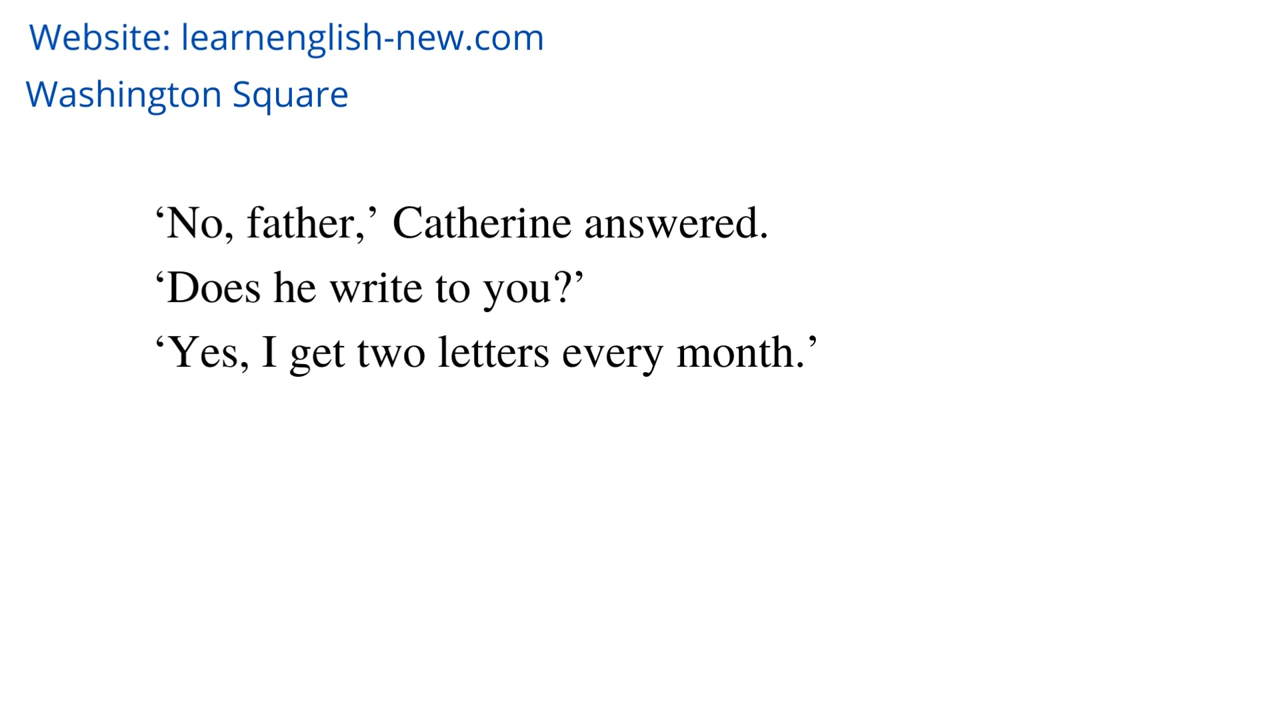 Website: learnenglish-new.com
Washington Square
‘No, father,’ Catherine answered.
‘Does he write to you?’
‘Yes, I get two letters every month.’